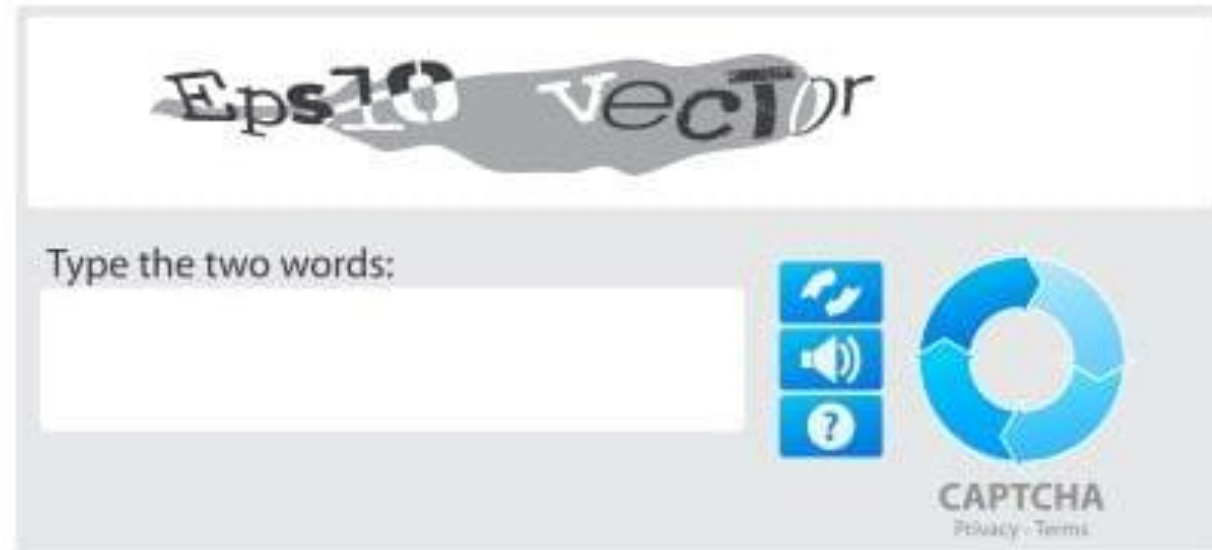 Eps10 vecTor
Type the two words:
?
CAPTCHA
Privacy - Terms